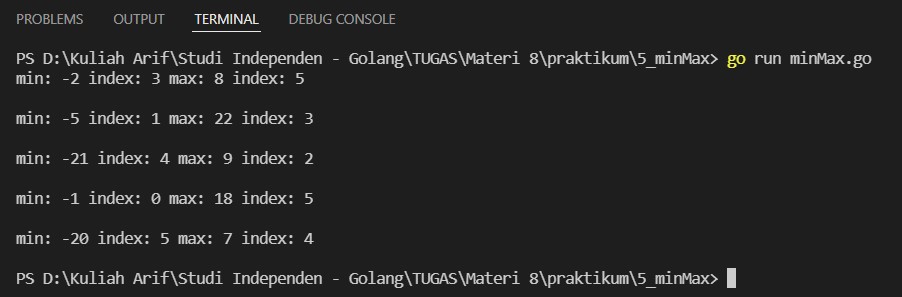 PROBLEMS OUTPUT TERMINAL DEBUG CONSOLE
PS D:\Kuliah Arif\Studi Independen - Golang\TUGAS\Materi 8\praktikum\5_minMax> go run minMax.go
min: -2 index: 3 max: 8 index: 5
min: -5 index: 1 max: 22 index: 3
min: -21 index: 4 max: 9 index: 2
min: -1 index: 0 max: 18 index: 5
min: -20 index: 5 max: 7 index: 4
PS D:\Kuliah Arif\Studi Independen - Golang\TUGAS\Materi 8\praktikum\5_minMax>